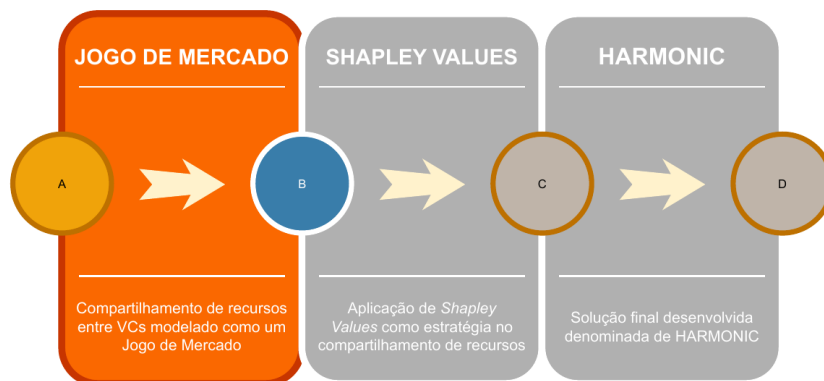 JOGO DE MERCADO
SHAPLEY VALUES
HARMONIC
A
B
C
D
Compartilhamento de recursos
entre VCs modelado como um
Jogo de Mercado
Aplicação de Shapley
Values como estratégia no
compartilhamento de recursos
Solução final desenvolvida
denominada de HARMONIC